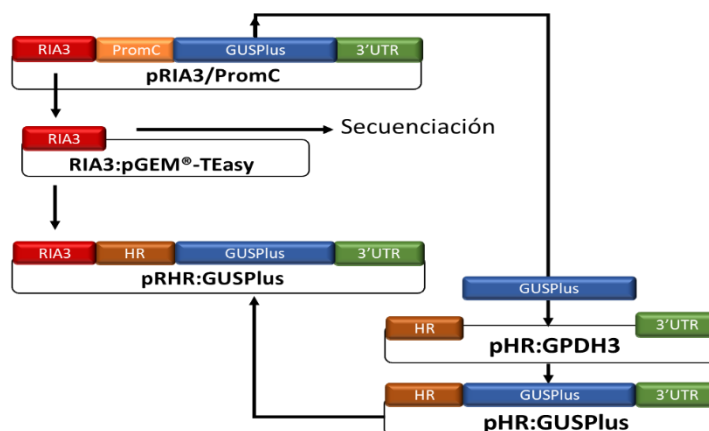 RIA3 PromC GUSPlus 3'UTR
pRIA3/PromC
RIA3
Secuenciación
RIA3:pGEM®-TEasy
RIA3 HR GUSPlus 3'UTR
pRHR:GUSPlus
GUSPlus
HR 3'UTR
pHR:GPDH3
HR GUSPlus 3'UTR
pHR:GUSPlus